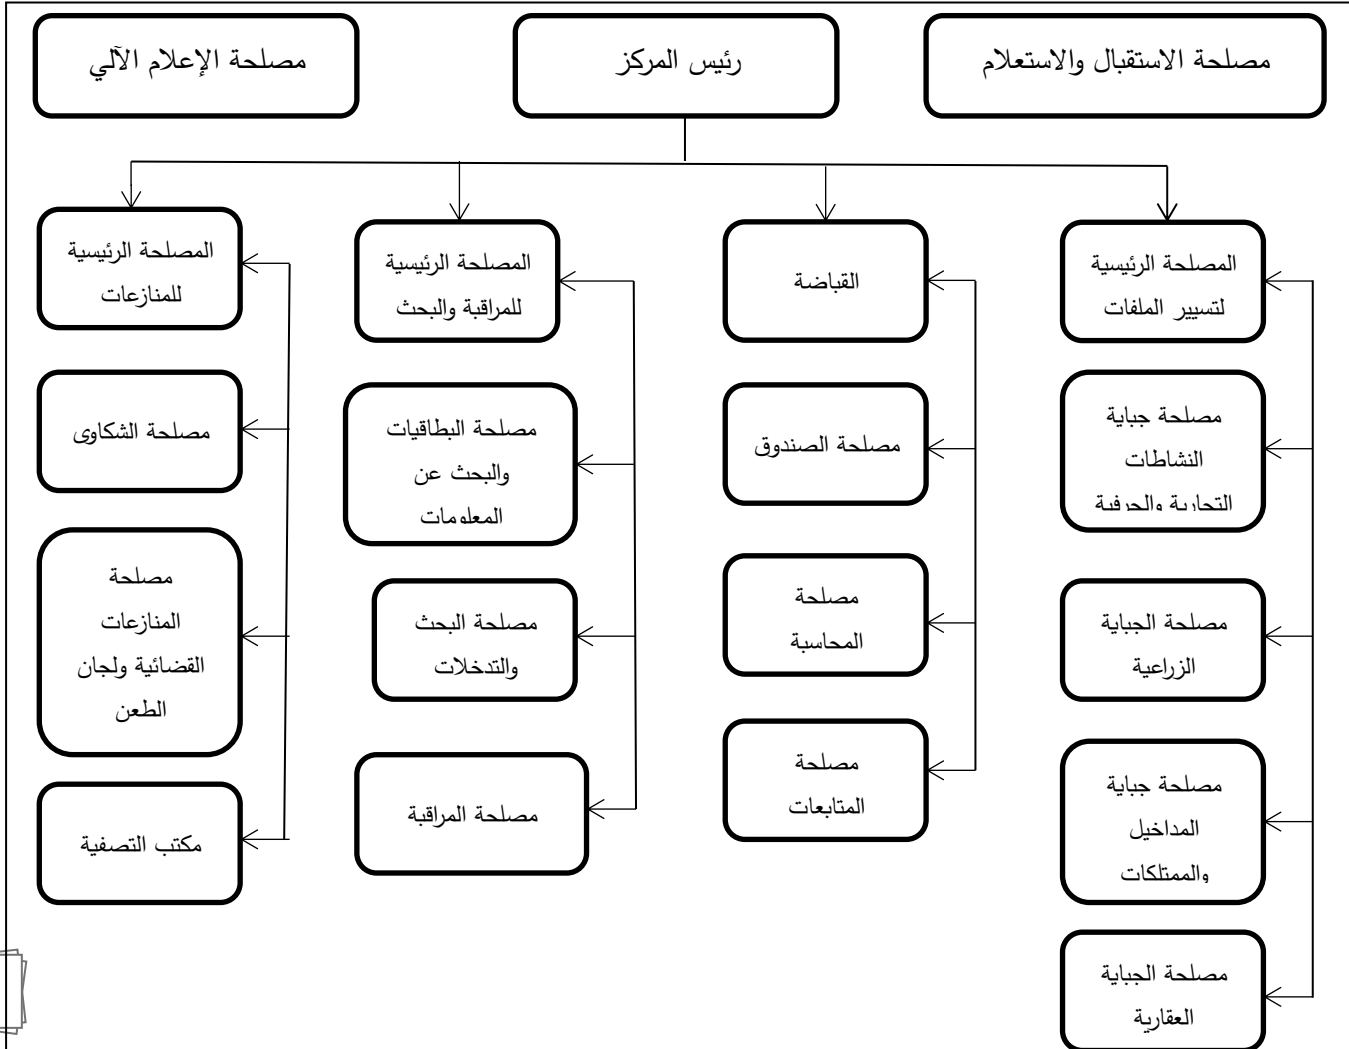 مصلحة الاستقبال والاستعلام
رئيس المركز
مصلحة الإعلام الآلي
المصلحة الرئيسية
لتسيير الملفات
مصلحة جباية
النشاطات
التجارية والحرفية
مصلحة الجباية
الزراعية
مصلحة جباية
المداخيل
والممتلكات
مصلحة الجباية
العقارية
القباضة
مصلحة الصندوق
مصلحة
المحاسبة
مصلحة
المتابعات
المصلحة الرئيسية
للمراقبة والبحث
مصلحة البطاقيات
والبحث عن
المعلومات
مصلحة البحث
والتدخلات
مصلحة المراقبة
المصلحة الرئيسية
للمنازعات
مصلحة الشكاوى
مصلحة
المنازعات
القضائية ولجان
الطعن
مكتب التصفية